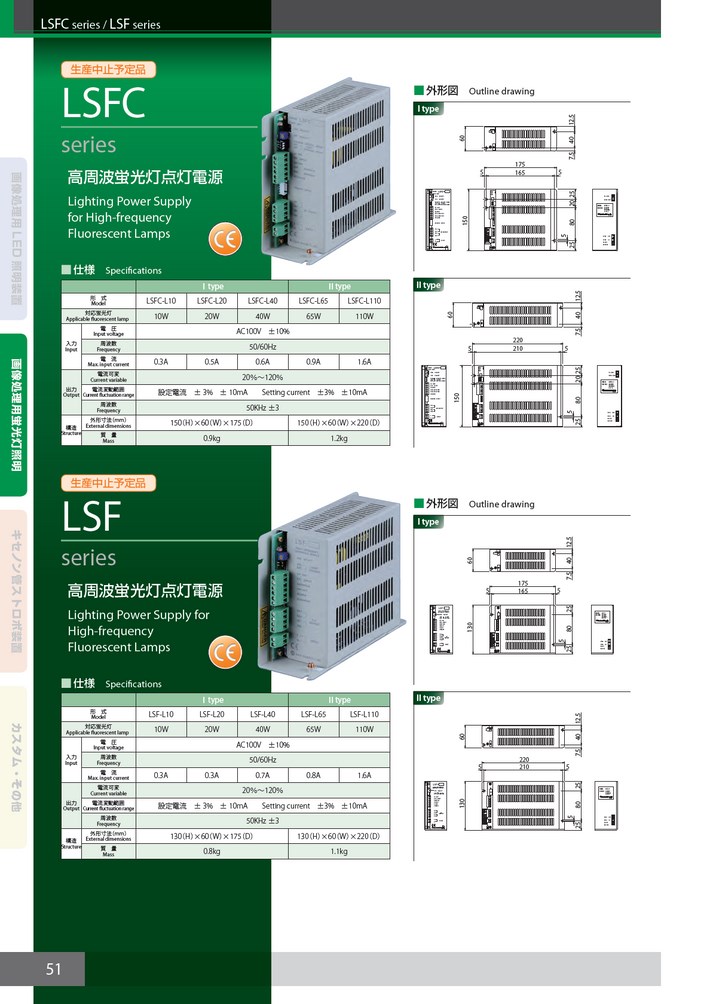 LSFC series / LSF series
生産中止予定品
LSFC
series
高周波蛍光灯点灯電源
Lighting Power Supply
for High-frequency
Fluorescent Lamps
CE
■仕様 Specifications
I type II type
形 式 Model LSFC-L10 LSFC-L20 LSFC-L40 LSFC-L65 LSFC-L110
対応蛍光灯 Applicable fluorescent lamp 10W 20W 40W 65W 110W
入力 Input 電 圧 Input voltage AC100V ±10%
周波数 Frequency 50/60Hz
電 流 Max. input current 0.3A 0.5A 0.6A 0.9A 1.6A
出力 Output 電流可変 Current variable 20%～120%
電流変動範囲 Current fluctuation range 設定電流 ±3% ±10mA Setting current ±3% ±10mA
周波数 Frequency 50KHz ±3
構造 Structure 外形寸法(mm) External dimensions 150(H)×60(W)×175(D) 150(H)×60(W)×220(D)
質 量 Mass 0.9kg 1.2kg
■外形図 Outline drawing
I type
60
12.5
40
7.5
175
5 165 5
150
20 25
80
5
25
II type
60
12.5
40
7.5
220
5 210 5
150
20 25
80
5
25
生産中止予定品
LSF
series
高周波蛍光灯点灯電源
Lighting Power Supply for
High-frequency
Fluorescent Lamps
CE
■仕様 Specifications
I type II type
形 式 Model LSF-L10 LSF-L20 LSF-L40 LSF-L65 LSF-L110
対応蛍光灯 Applicable fluorescent lamp 10W 20W 40W 65W 110W
入力 Input 電 圧 Input voltage AC100V ±10%
周波数 Frequency 50/60Hz
電 流 Max. input current 0.3A 0.3A 0.7A 0.8A 1.6A
出力 Output 電流可変 Current variable 20%～120%
電流変動範囲 Current fluctuation range 設定電流 ±3% ±10mA Setting current ±3% ±10mA
周波数 Frequency 50KHz ±3
構造 Structure 外形寸法(mm) External dimensions 130(H)×60(W)×175(D) 130(H)×60(W)×220(D)
質 量 Mass 0.8kg 1.1kg
■外形図 Outline drawing
I type
60
12.5
40
7.5
175
5 165 5
130
25
80
5
25
II type
60
12.5
40
7.5
220
5 210 5
130
25
80
5
25
画像処理用LED照明装置
画像処理用蛍光灯照明
キセノン管ストロボ装置
カスタム・その他
51